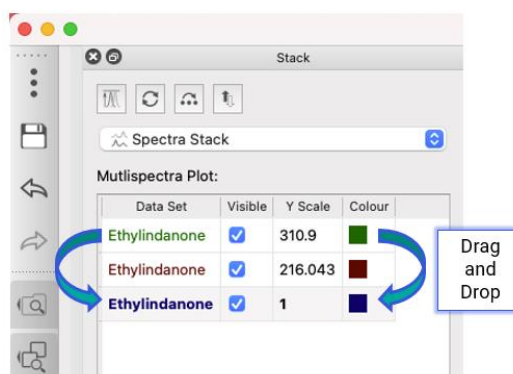 Stack
Spectra Stack
Mutlispectra Plot:
Data Set Visible Y Scale Colour
Ethylindanone 310.9
Ethylindanone 216.043
Ethylindanone 1
Drag
and
Drop